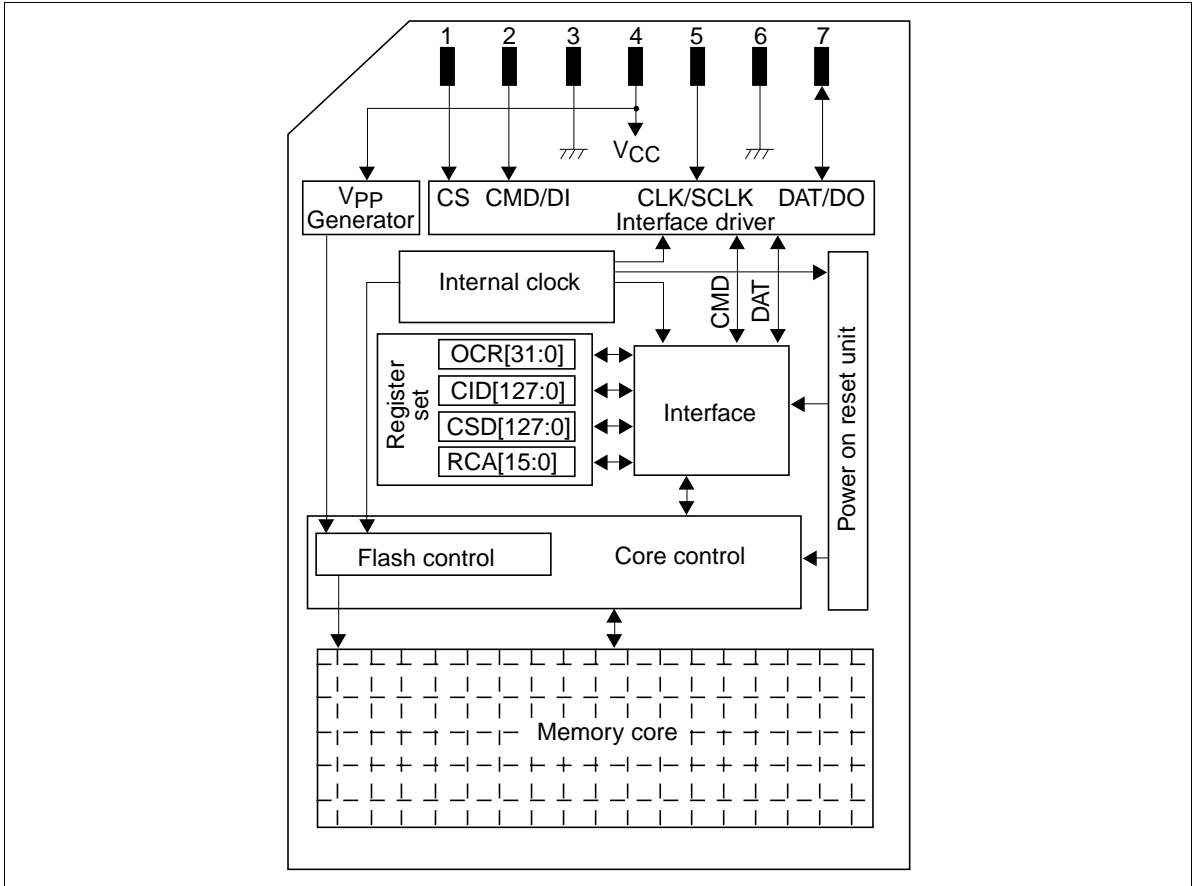 1 2 3 4 5 6 7
VCC
VPP
Generator
CS CMD/DI CLK/SCLK DAT/DO
Interface driver
Internal clock
CMD
DAT
Register
set
OCR[31:0]
CID[127:0]
CSD[127:0]
RCA[15:0]
Interface
Power on reset unit
Flash control
Core control
Memory core